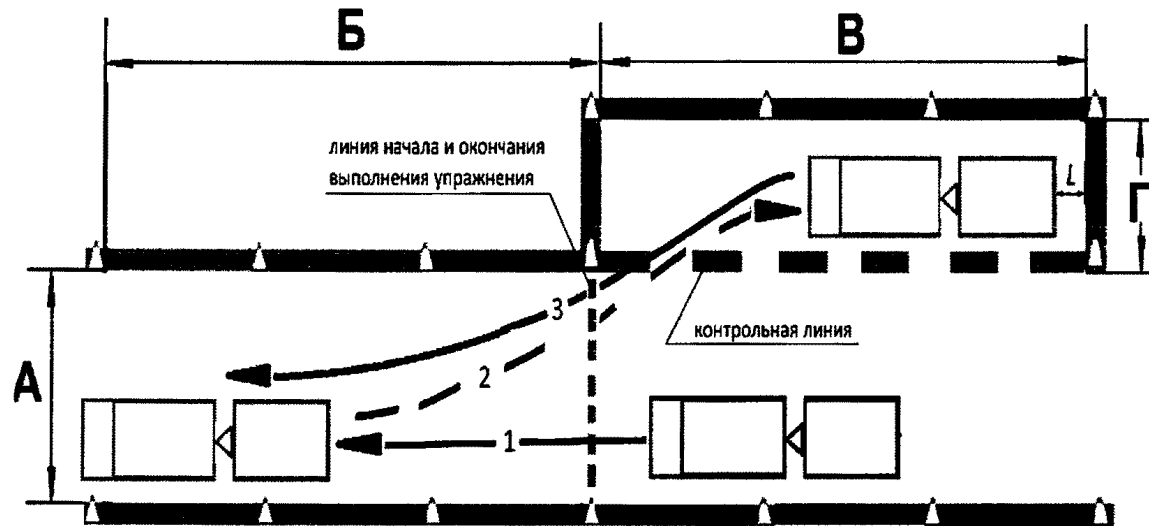 Б
В
линия начала и окончания
выполнения упражнения
L
Г
3
контрольная линия
А
2
1